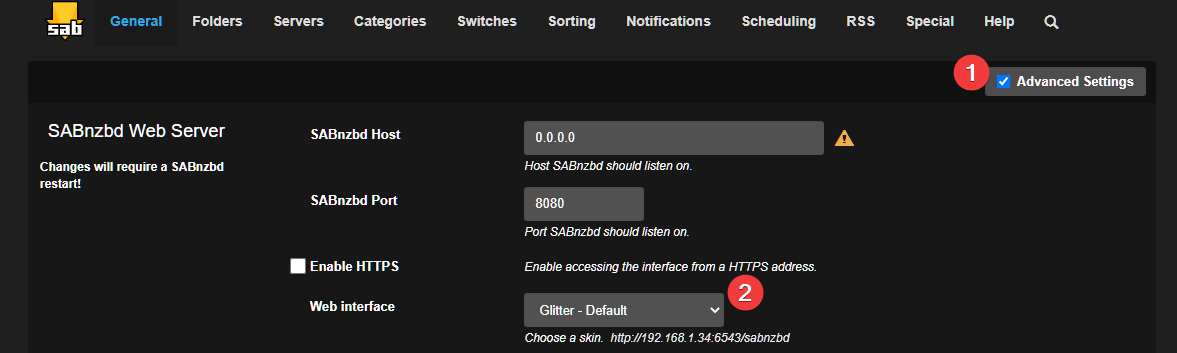 sab
General Folders Servers Categories Switches Sorting Notifications Scheduling RSS Special Help
1 Advanced Settings
SABnzbd Web Server
Changes will require a SABnzbd
restart!
SABnzbd Host 0.0.0.0
Host SABnzbd should listen on.
SABnzbd Port 8080
Port SABnzbd should listen on.
Enable HTTPS Enable accessing the interface from a HTTPS address.
2
Web interface Glitter - Default
Choose a skin. http://192.168.1.34:6543/sabnzbd